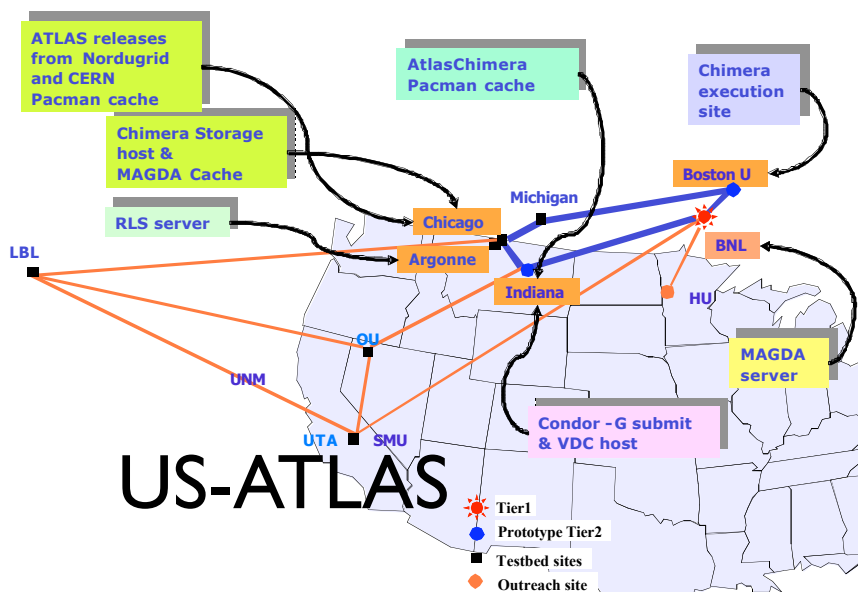 ATLAS releases
from Nordugrid
and CERN
Pacman cache
AtlasChimera
Pacman cache
Chimera
execution
site
Chimera Storage
host &
MAGDA Cache
Boston U
Michigan
RLS server
Chicago
LBL
Argonne
BNL
Indiana
HU
OU
UNM
MAGDA
server
Condor -G submit
& VDC host
UTA
SMU
US-ATLAS
Tier1
Prototype Tier2
Testbed sites
Outreach site